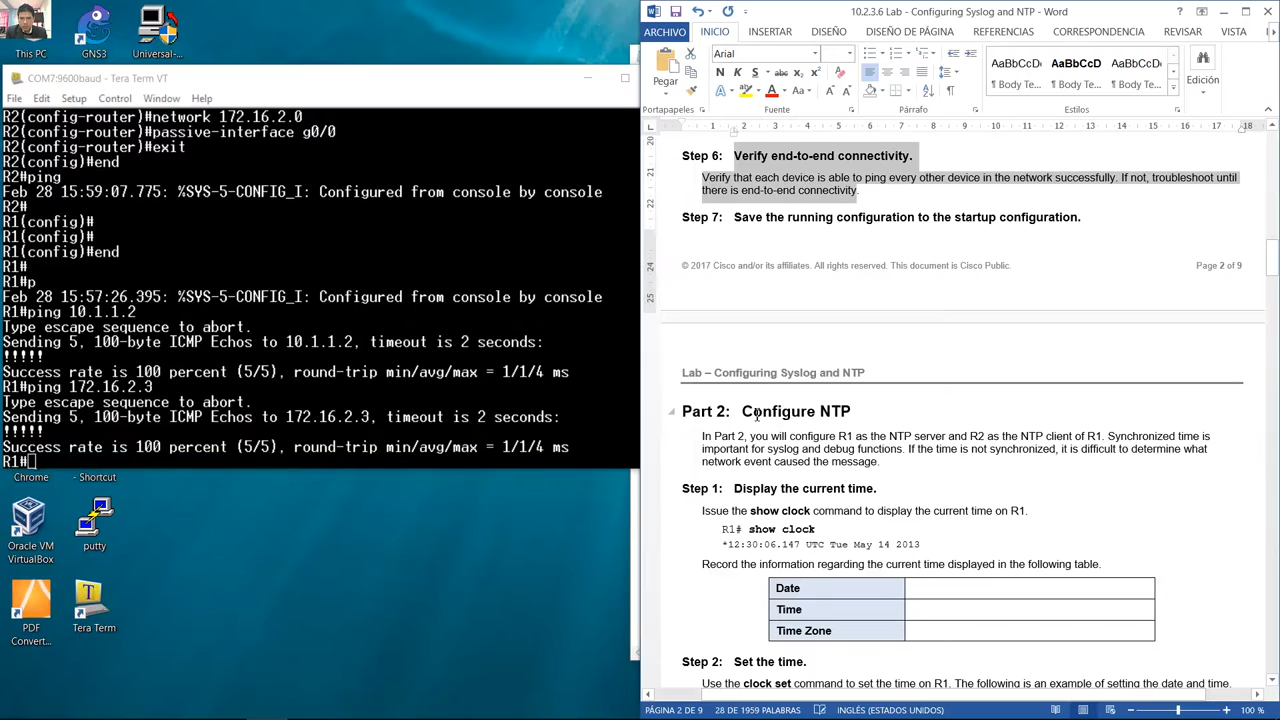 This PC
GNS3
Universal-...
COM7:9600baud - Tera Term VT
File Edit Setup Control Window Help
R2(config-router)#network 172.16.2.0
R2(config-router)#passive-interface g0/0
R2(config-router)#exit
R2(config)#end
R2#ping
Feb 28 15:59:07.775: %SYS-5-CONFIG_I: Configured from console by console
R2#
R1(config)#
R1(config)#
R1(config)#end
R1#
R1#p
Feb 28 15:57:26.395: %SYS-5-CONFIG_I: Configured from console by console
R1#ping 10.1.1.2
Type escape sequence to abort.
Sending 5, 100-byte ICMP Echos to 10.1.1.2, timeout is 2 seconds:
!!!!!
Success rate is 100 percent (5/5), round-trip min/avg/max = 1/1/4 ms
R1#ping 172.16.2.3
Type escape sequence to abort.
Sending 5, 100-byte ICMP Echos to 172.16.2.3, timeout is 2 seconds:
!!!!!
Success rate is 100 percent (5/5), round-trip min/avg/max = 1/1/4 ms
R1#
Chrome
- Shortcut
Oracle VM
VirtualBox
putty
PDF
Convert...
Tera Term
10.2.3.6 Lab - Configuring Syslog and NTP - Word
ARCHIVO INICIO INSERTAR DISEÑO DISEÑO DE PÁGINA REFERENCIAS CORRESPONDENCIA REVISAR VISTA
Pegar
Arial
N K S abc x₂ x²
AaBbCcD AaBbCcD AaBbCcD
¶ Body Te... ¶ Body Te... ¶ Body Te...
Edición
Portapapeles Fuente Párrafo Estilos
1 2 3 4 5 6 7 8 9 10 11 12 13 14 15 16 17 18
Step 6: Verify end-to-end connectivity.
Verify that each device is able to ping every other device in the network successfully. If not, troubleshoot until
there is end-to-end connectivity.
Step 7: Save the running configuration to the startup configuration.
© 2017 Cisco and/or its affiliates. All rights reserved. This document is Cisco Public. Page 2 of 9
Lab – Configuring Syslog and NTP
Part 2: Configure NTP
In Part 2, you will configure R1 as the NTP server and R2 as the NTP client of R1. Synchronized time is
important for syslog and debug functions. If the time is not synchronized, it is difficult to determine what
network event caused the message.
Step 1: Display the current time.
Issue the show clock command to display the current time on R1.
R1# show clock
*12:30:06.147 UTC Tue May 14 2013
Record the information regarding the current time displayed in the following table.
Date
Time
Time Zone
Step 2: Set the time.
Use the clock set command to set the time on R1. The following is an example of setting the date and time.
PÁGINA 2 DE 9 28 DE 1959 PALABRAS INGLÉS (ESTADOS UNIDOS) 100 %